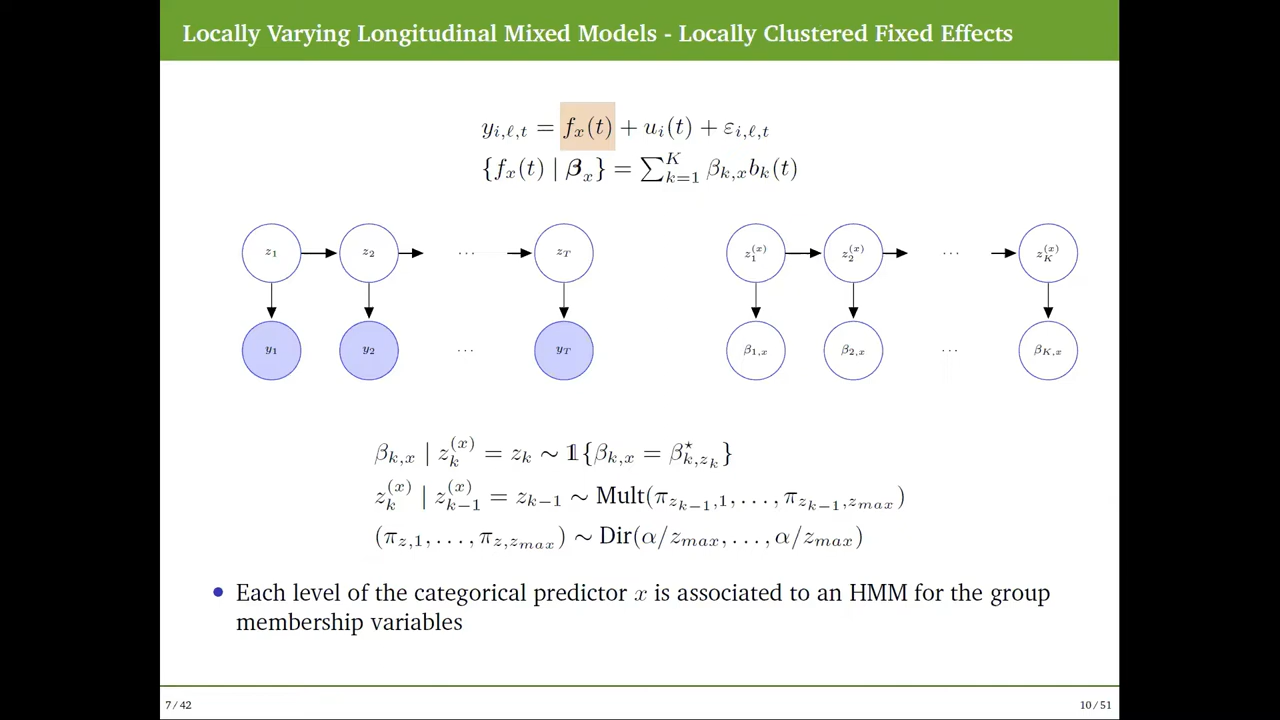 Locally Varying Longitudinal Mixed Models - Locally Clustered Fixed Effects
y_{i,ℓ,t} = f_x(t) + u_i(t) + ε_{i,ℓ,t}
{f_x(t) | β_x} = ∑_{k=1}^{K} β_{k,x} b_k(t)
z_1 z_2 ... z_T z_1^{(x)} z_2^{(x)} ... z_K^{(x)}
y_1 y_2 ... y_T β_{1,x} β_{2,x} ... β_{K,x}
β_{k,x} | z_k^{(x)} = z_k ∼ 𝟙{β_{k,x} = β^⋆_{k,z_k}}
z_k^{(x)} | z_{k−1}^{(x)} = z_{k−1} ∼ Mult(π_{z_{k−1},1}, . . . , π_{z_{k−1},z_{max}})
(π_{z,1}, . . . , π_{z,z_{max}}) ∼ Dir(α/z_{max}, . . . , α/z_{max})
• Each level of the categorical predictor x is associated to an HMM for the group
membership variables
7 / 42 10 / 51